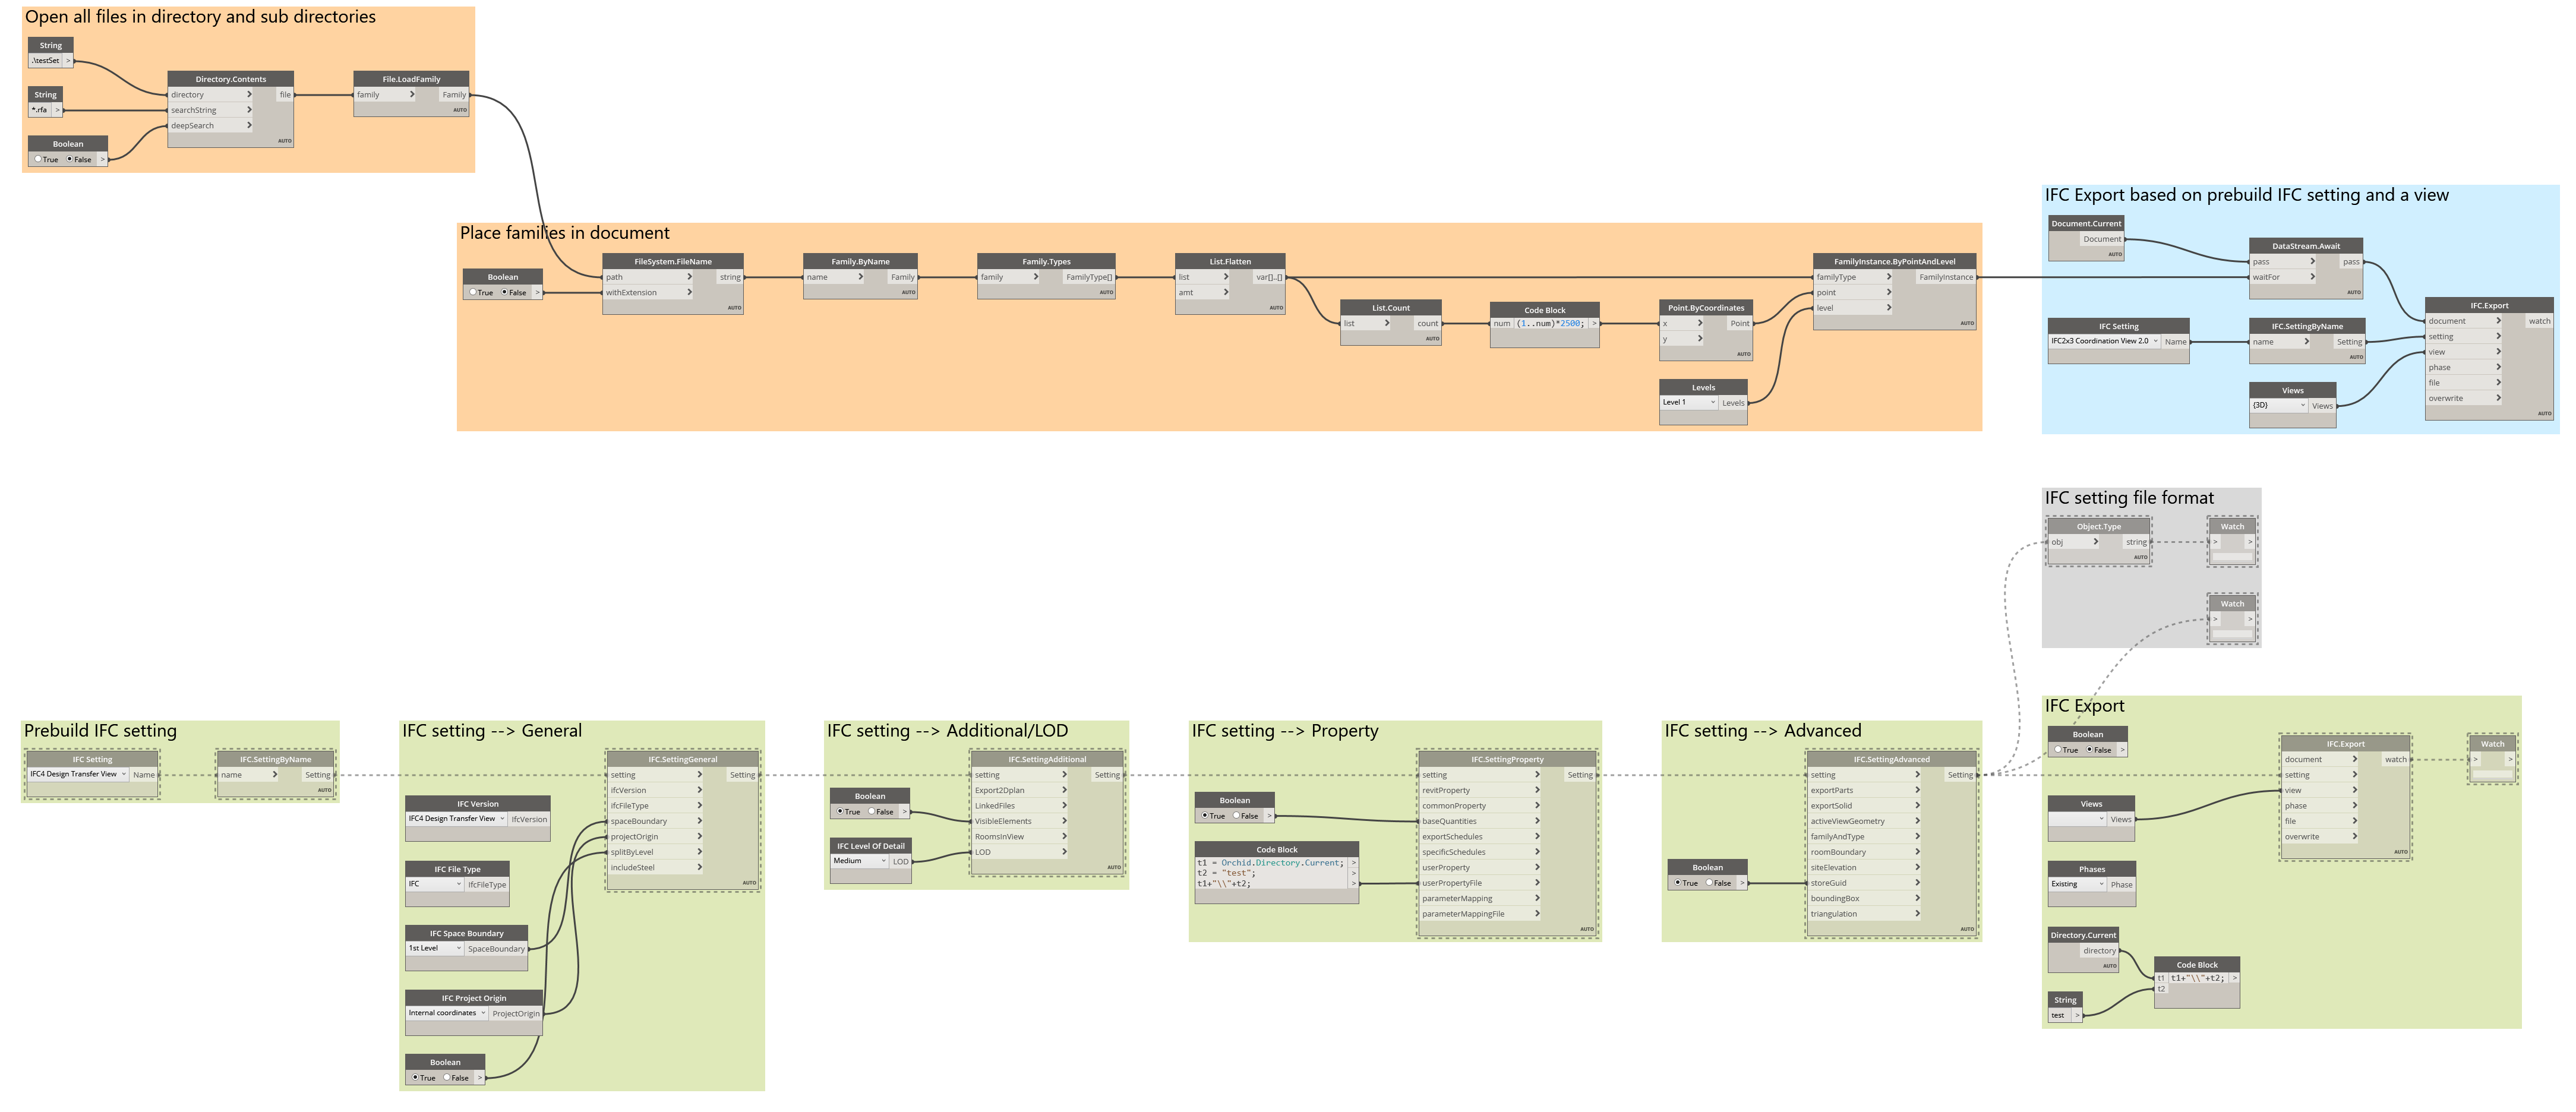 Open all files in directory and sub directories
String
.\testSet >
String
*.rfa >
Boolean
True False >
Directory.Contents
directory > file
searchString >
deepSearch >
AUTO
File.LoadFamily
family > Family
AUTO
Place families in document
Boolean
True False >
FileSystem.FileName
path > string
withExtension >
AUTO
Family.ByName
name > Family
AUTO
Family.Types
family > FamilyType[]
AUTO
List.Flatten
list > var[]..[]
amt >
AUTO
List.Count
list > count
AUTO
Code Block
num (1..num)*2500; >
Point.ByCoordinates
x > Point
y >
AUTO
Levels
Level 1 Levels
FamilyInstance.ByPointAndLevel
familyType > FamilyInstance
point >
level >
AUTO
IFC Export based on prebuild IFC setting and a view
Document.Current
Document
AUTO
DataStream.Await
pass > pass
waitFor >
AUTO
IFC Setting
IFC2x3 Coordination View 2.0 Name
IFC.SettingByName
name > Setting
AUTO
Views
{3D} Views
IFC.Export
document > watch
setting >
view >
phase >
file >
overwrite >
AUTO
IFC setting file format
Object.Type
obj > string
AUTO
Watch
> >
Watch
> >
Prebuild IFC setting
IFC Setting
IFC4 Design Transfer View Name
IFC.SettingByName
name > Setting
AUTO
IFC setting --> General
IFC Version
IFC4 Design Transfer View IfcVersion
IFC File Type
IFC IfcFileType
IFC Space Boundary
1st Level SpaceBoundary
IFC Project Origin
Internal coordinates ProjectOrigin
Boolean
True False >
IFC.SettingGeneral
setting > Setting
ifcVersion >
ifcFileType >
spaceBoundary >
projectOrigin >
splitByLevel >
includeSteel >
AUTO
IFC setting --> Additional/LOD
Boolean
True False >
IFC Level Of Detail
Medium LOD
IFC.SettingAdditional
setting > Setting
Export2Dplan >
LinkedFiles >
VisibleElements >
RoomsInView >
LOD >
AUTO
IFC setting --> Property
Boolean
True False >
Code Block
t1 = Orchid.Directory.Current; >
t2 = "test"; >
t1+"\\"+t2; >
IFC.SettingProperty
setting > Setting
revitProperty >
commonProperty >
baseQuantities >
exportSchedules >
specificSchedules >
userProperty >
userPropertyFile >
parameterMapping >
parameterMappingFile >
AUTO
IFC setting --> Advanced
Boolean
True False >
IFC.SettingAdvanced
setting > Setting
exportParts >
exportSolid >
activeViewGeometry >
familyAndType >
roomBoundary >
siteElevation >
storeGuid >
boundingBox >
triangulation >
AUTO
IFC Export
Boolean
True False >
Views
Views
Phases
Existing Phase
Directory.Current
directory
AUTO
String
test >
Code Block
t1 t1+"\\"+t2; >
t2
IFC.Export
document > watch
setting >
view >
phase >
file >
overwrite >
AUTO
Watch
> >